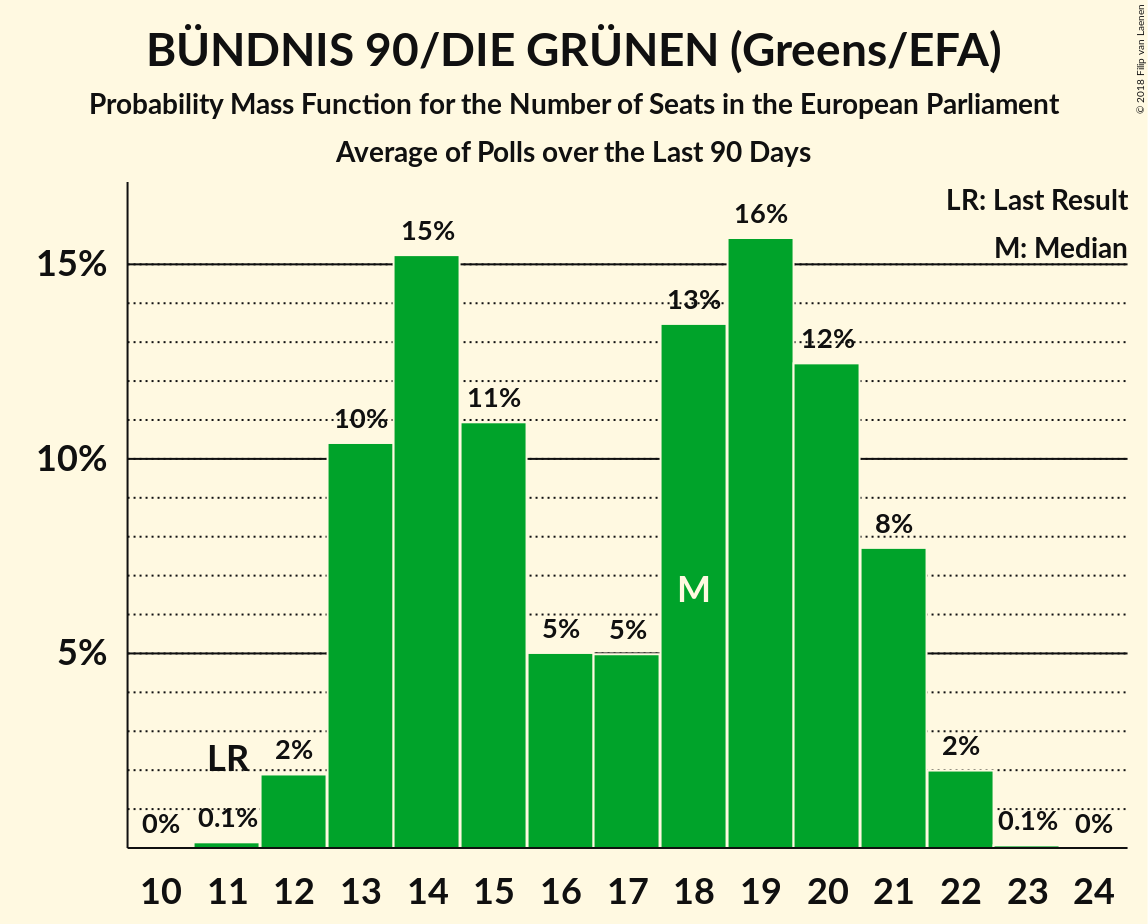 BÜNDNIS 90/DIE GRÜNEN (Greens/EFA)
Probability Mass Function for the Number of Seats in the European Parliament
Average of Polls over the Last 90 Days
© 2018 Filip van Laenen
LR: Last Result
M: Median
15%
10%
5%
0%
0.1%
2%
10%
15%
11%
5%
5%
13%
16%
12%
8%
2%
0.1%
0%
LR
M
10 11 12 13 14 15 16 17 18 19 20 21 22 23 24